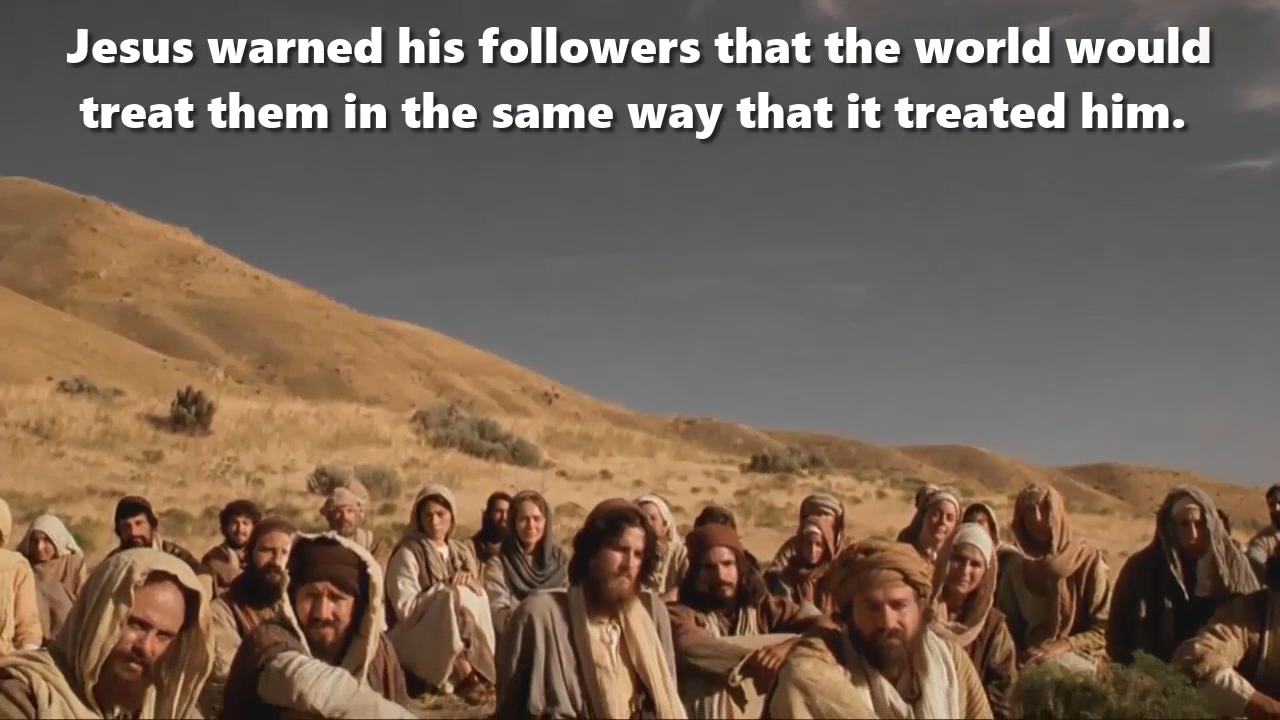 Jesus warned his followers that the world would
treat them in the same way that it treated him.